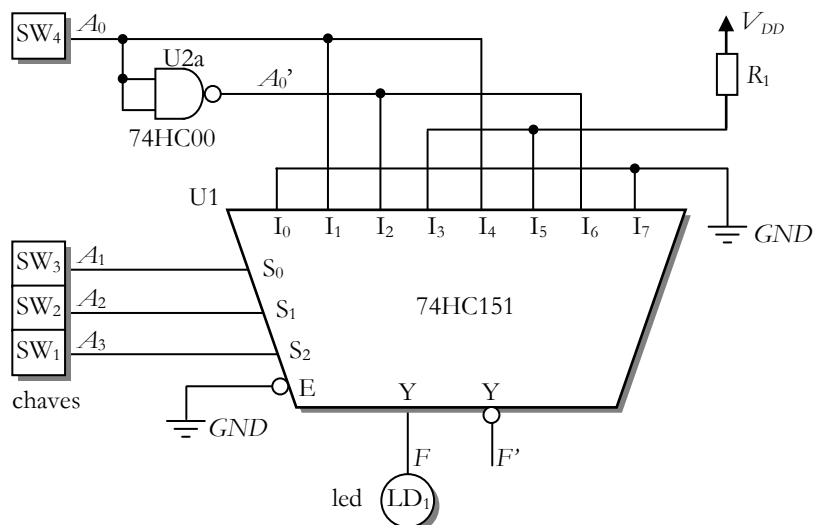 SW₄ A₀
U2a
A₀’
74HC00
V_DD
R₁
U1
I₀ I₁ I₂ I₃ I₄ I₅ I₆ I₇
GND
SW₃ A₁ S₀
SW₂ A₂ S₁
74HC151
SW₁ A₃ S₂
chaves
E Y Y
GND
F F’
led LD₁